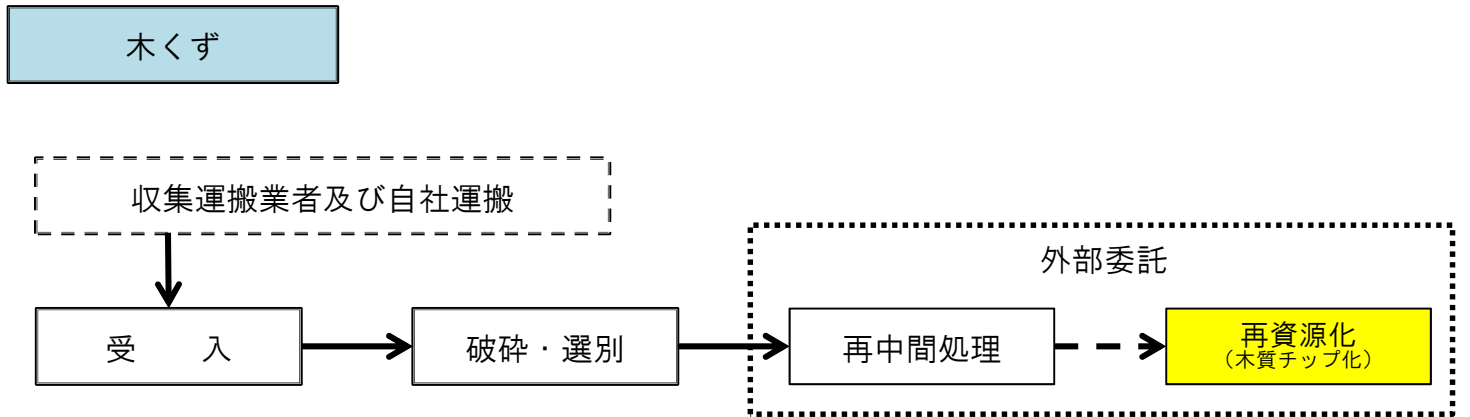 木くず
収集運搬業者及び自社運搬
外部委託
受　　入
破砕・選別
再中間処理
再資源化
（木質チップ化）